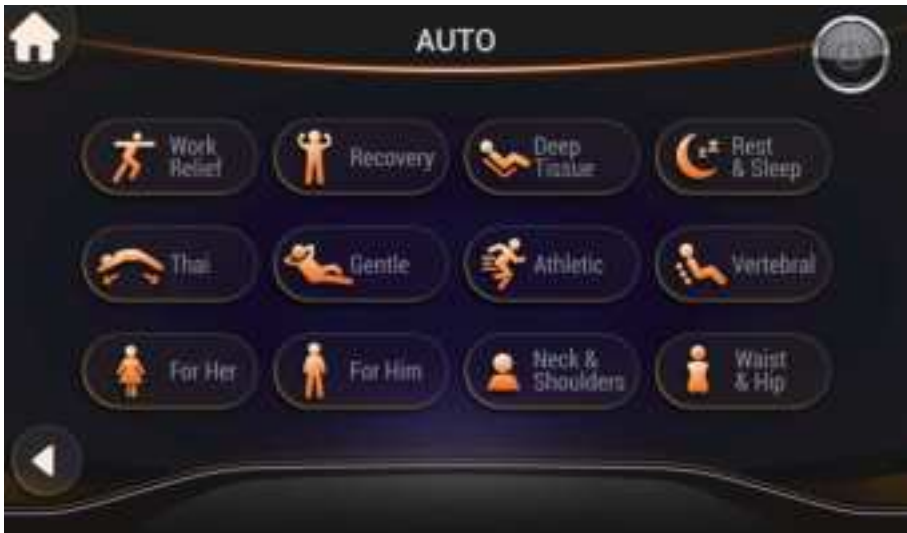 AUTO
Work
Relief
Recovery
Deep
Tissue
Rest
& Sleep
Thai
Gentle
Athletic
Vertebral
For Her
For Him
Neck &
Shoulders
Waist
& Hip